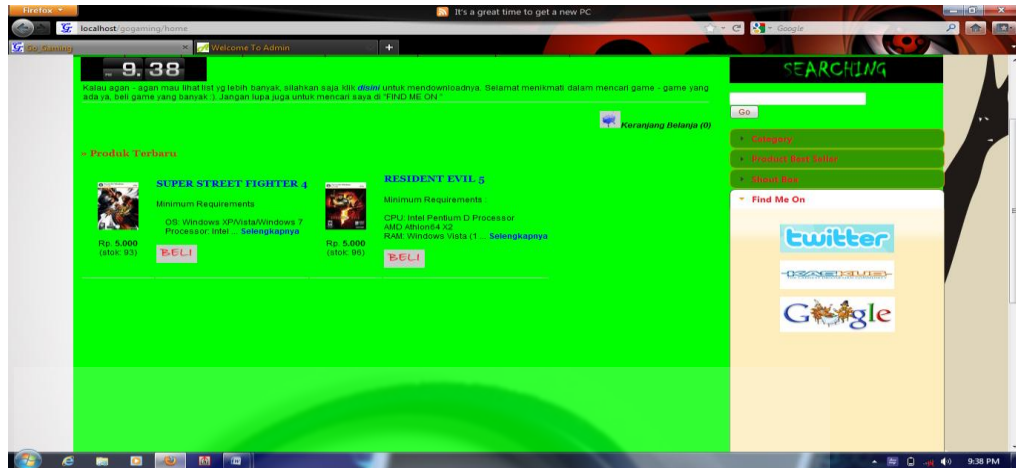 Firefox
It's a great time to get a new PC
localhost/gogaming/home
Google
Go_Gaming
Welcome To Admin
9.38
SEARCHING
Kalau agan - agan mau lihat list yg lebih banyak, silahkan saja klik disini untuk mendownloadnya. Selamat menikmati dalam mencari game - game yang
ada ya, beli game yang banyak :). Jangan lupa juga untuk mencari saya di "FIND ME ON "
Go
Keranjang Belanja (0)
» Produk Terbaru
Category
Product Best Seller
Shout Box
Find Me On
SUPER STREET FIGHTER 4
Minimum Requirements
OS: Windows XP/Vista/Windows 7
Processor: Intel ... Selengkapnya
Rp. 5.000
(stok: 93)
BELI
RESIDENT EVIL 5
Minimum Requirements :
CPU: Intel Pentium D Processor
AMD Athlon64 X2
RAM: Windows Vista (1 ... Selengkapnya
Rp. 5.000
(stok: 96)
BELI
twitter
KASKUS
Google
9:38 PM